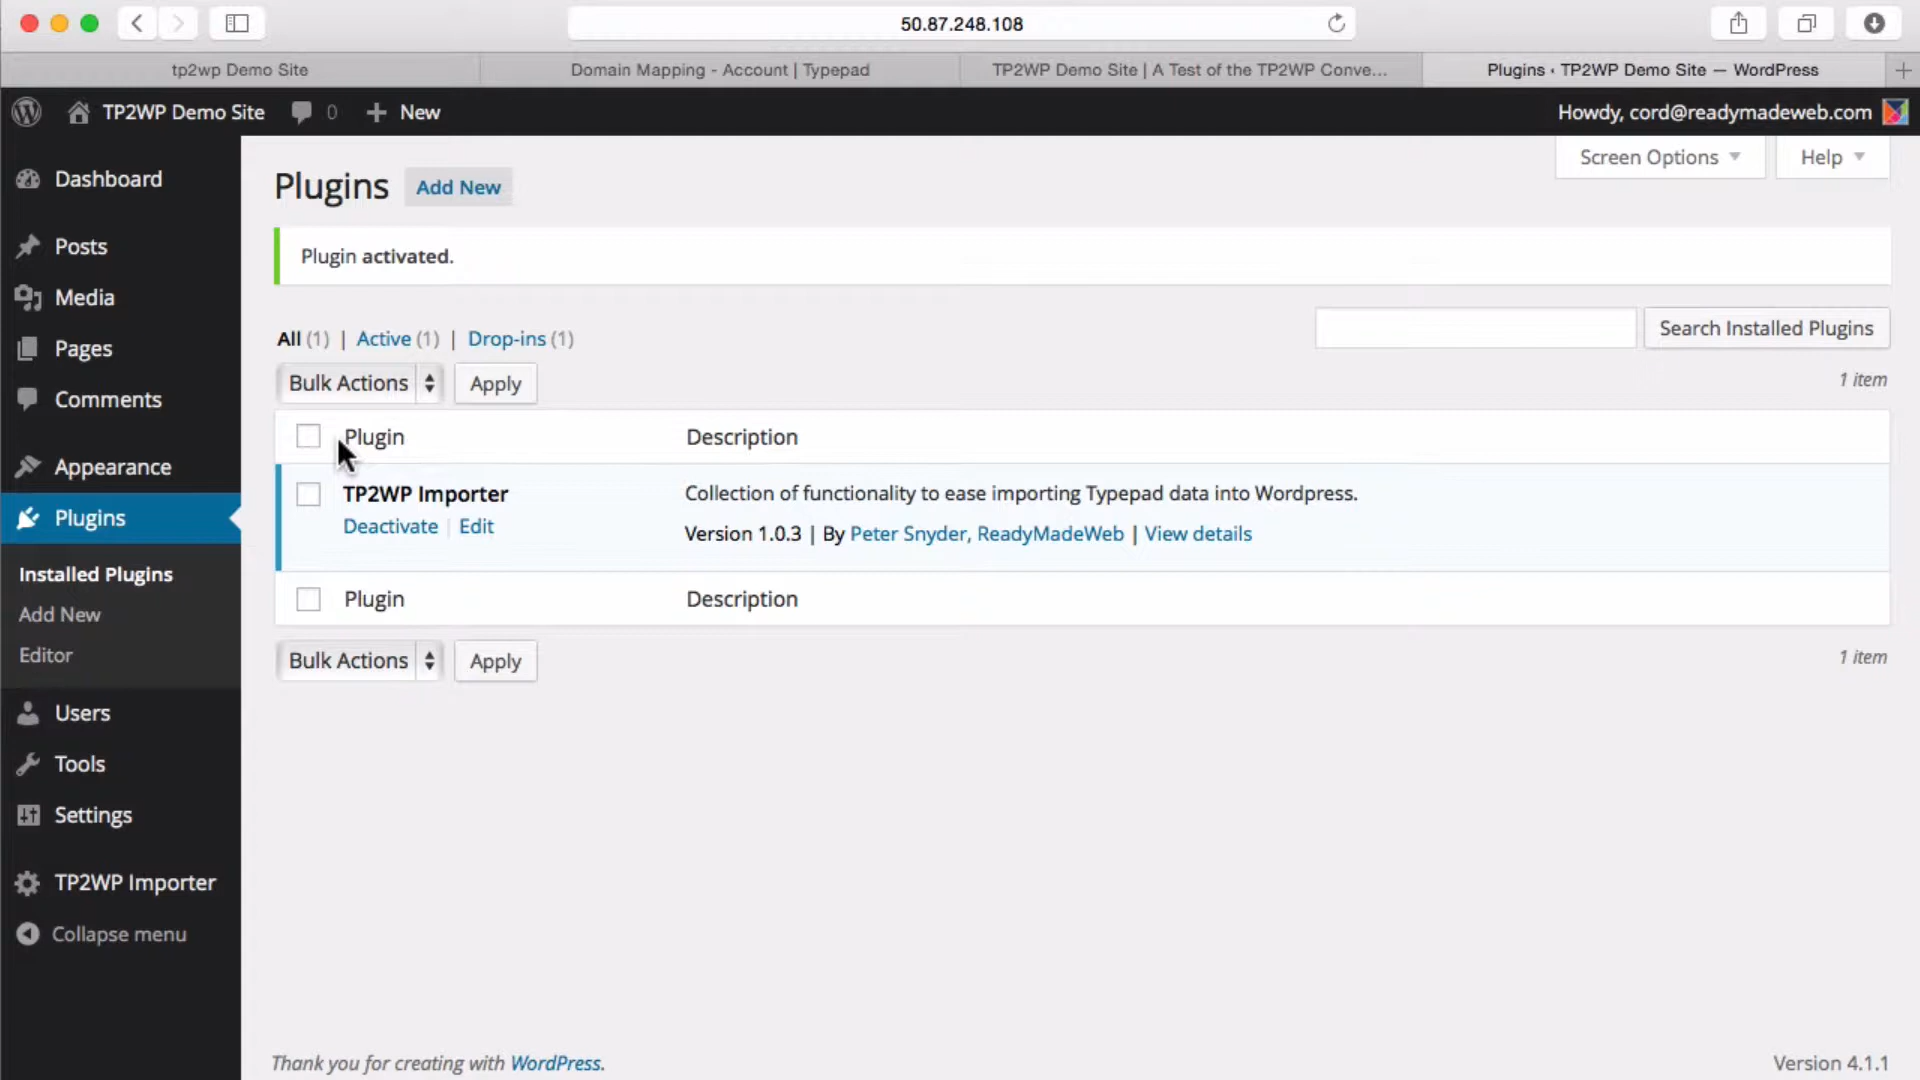 50.87.248.108
tp2wp Demo Site
Domain Mapping - Account | Typepad
TP2WP Demo Site | A Test of the TP2WP Conve...
Plugins ‹ TP2WP Demo Site — WordPress
TP2WP Demo Site
0
New
Howdy, cord@readymadeweb.com
Screen Options
Help
Dashboard
Posts
Media
Pages
Comments
Appearance
Plugins
Installed Plugins
Add New
Editor
Users
Tools
Settings
TP2WP Importer
Collapse menu
Plugins
Add New
Plugin activated.
All (1) | Active (1) | Drop-ins (1)
Search Installed Plugins
Bulk Actions
Apply
1 item
Plugin
Description
TP2WP Importer
Deactivate | Edit
Collection of functionality to ease importing Typepad data into Wordpress.
Version 1.0.3 | By Peter Snyder, ReadyMadeWeb | View details
Plugin
Description
Bulk Actions
Apply
1 item
Thank you for creating with WordPress.
Version 4.1.1